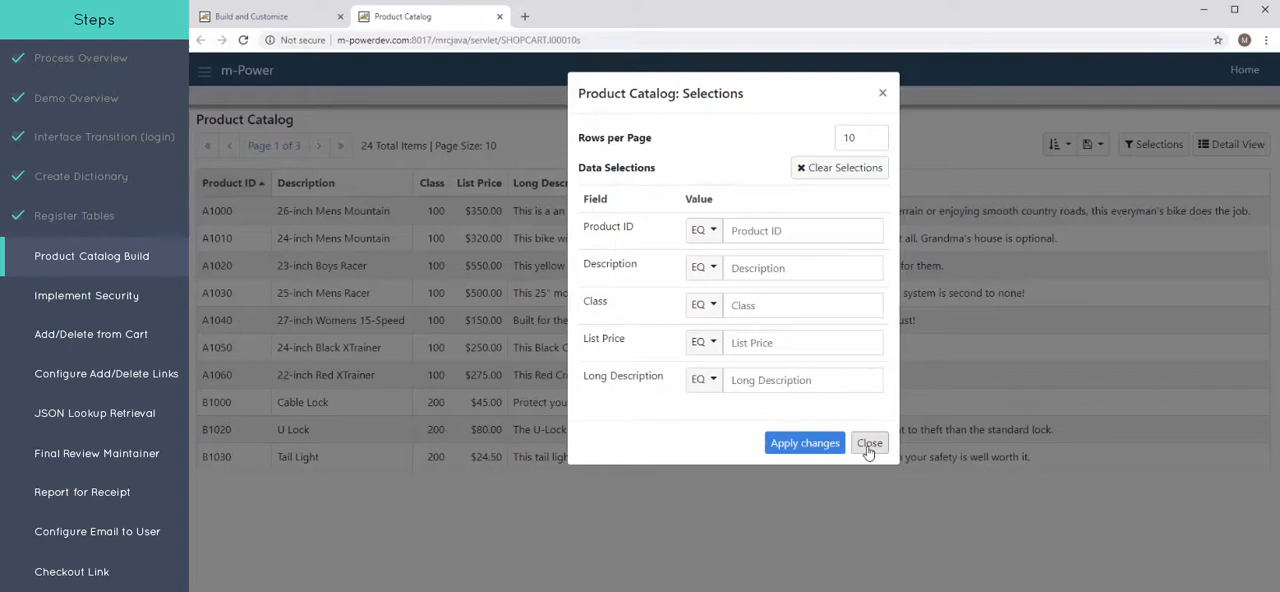 Steps
Process Overview
Demo Overview
Interface Transition (login)
Create Dictionary
Register Tables
Product Catalog Build
Implement Security
Add/Delete from Cart
Configure Add/Delete Links
JSON Lookup Retrieval
Final Review Maintainer
Report for Receipt
Configure Email to User
Checkout Link
Build and Customize
Product Catalog
Not secure | m-powerdev.com:8017/mrcjava/servlet/SHOPCART.I00010s
M
m-Power
Home
Product Catalog
Page 1 of 3
24 Total Items | Page Size: 10
Selections
Detail View
Product ID Description Class List Price Long Descr
A1000 26-inch Mens Mountain 100 $350.00 This is a an errain or enjoying smooth country roads, this everyman's bike does the job.
A1010 24-inch Mens Mountain 100 $320.00 This bike w all. Grandma's house is optional.
A1020 23-inch Boys Racer 100 $550.00 This yellow for them.
A1030 25-inch Mens Racer 100 $500.00 This 25" mo system is second to none!
A1040 27-inch Womens 15-Speed 100 $150.00 Built for the ust!
A1050 24-inch Black XTrainer 100 $250.00 This Black C
A1060 22-inch Red XTrainer 100 $275.00 This Red Cr
B1000 Cable Lock 200 $45.00 Protect you
B1020 U Lock 200 $80.00 The U-Lock t to theft than the standard lock.
B1030 Tail Light 200 $24.50 This tail ligh your safety is well worth it.
Product Catalog: Selections
×
Rows per Page 10
Data Selections Clear Selections
Field Value
Product ID EQ Product ID
Description EQ Description
Class EQ Class
List Price EQ List Price
Long Description EQ Long Description
Apply changes Close